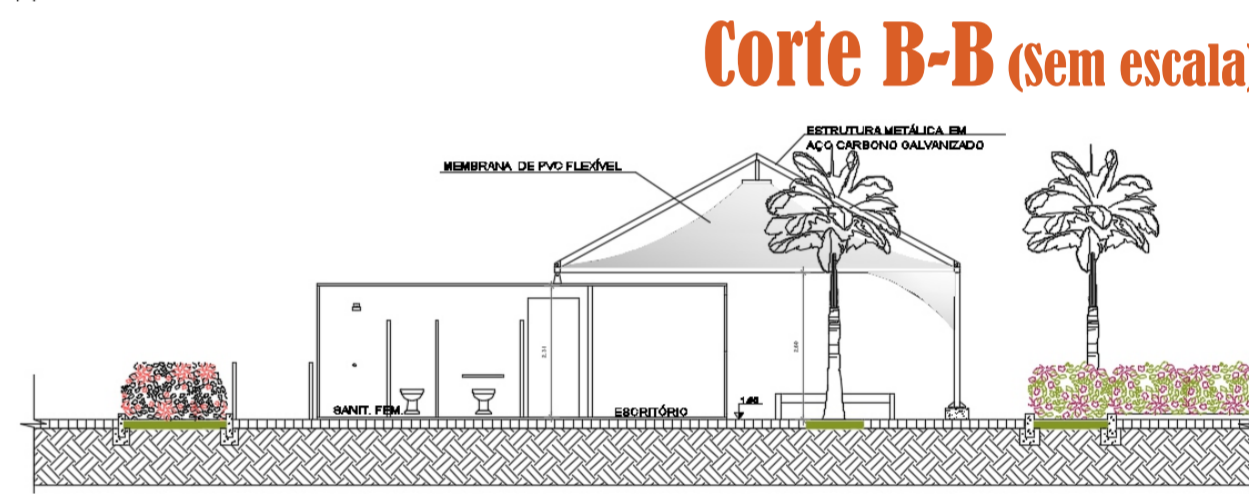 Corte B-B (Sem escala)
ESTRUTURA METÁLICA EM
AÇO CARBONO GALVANIZADO
MEMBRANA DE PVC FLEXÍVEL
SANIT. FEM.
ESCRITÓRIO